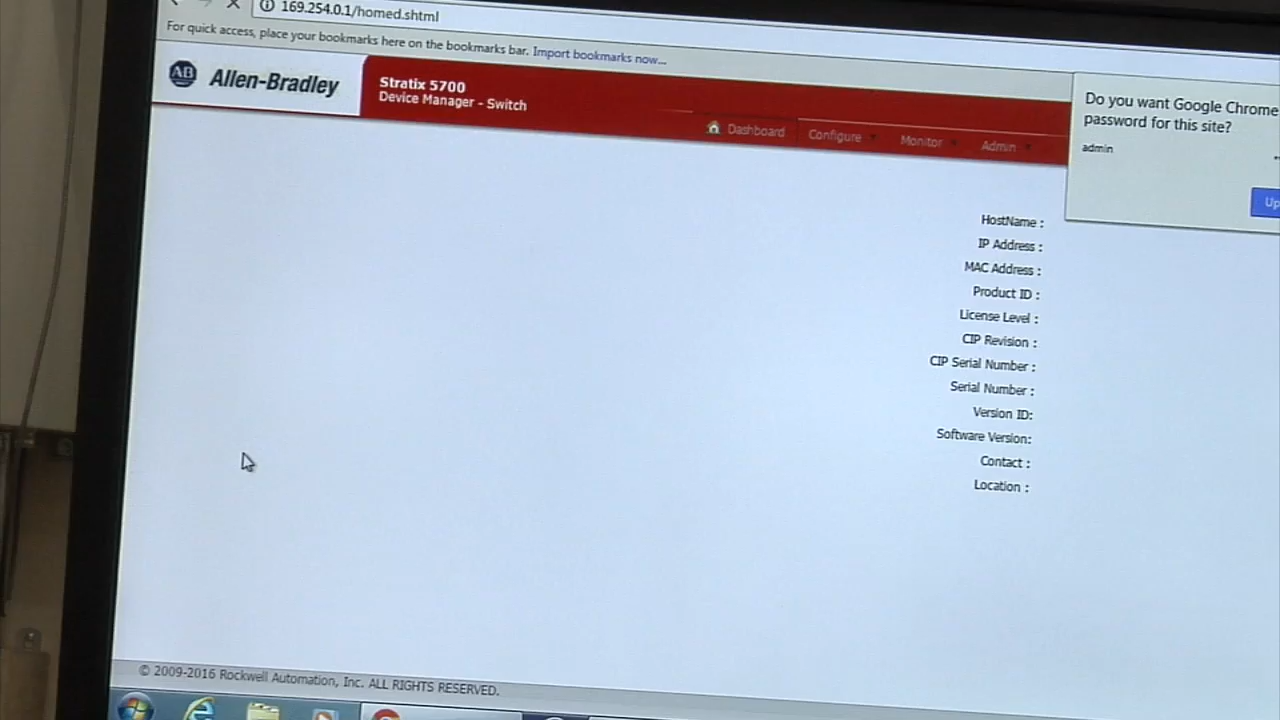 169.254.0.1/homed.shtml
For quick access, place your bookmarks here on the bookmarks bar. Import bookmarks now...
AB Allen-Bradley
Stratix 5700
Device Manager - Switch
Dashboard Configure Monitor Admin
Do you want Google Chrome
password for this site?
admin
Up
HostName :
IP Address :
MAC Address :
Product ID :
License Level :
CIP Revision :
CIP Serial Number :
Serial Number :
Version ID:
Software Version:
Contact :
Location :
© 2009-2016 Rockwell Automation, Inc. ALL RIGHTS RESERVED.